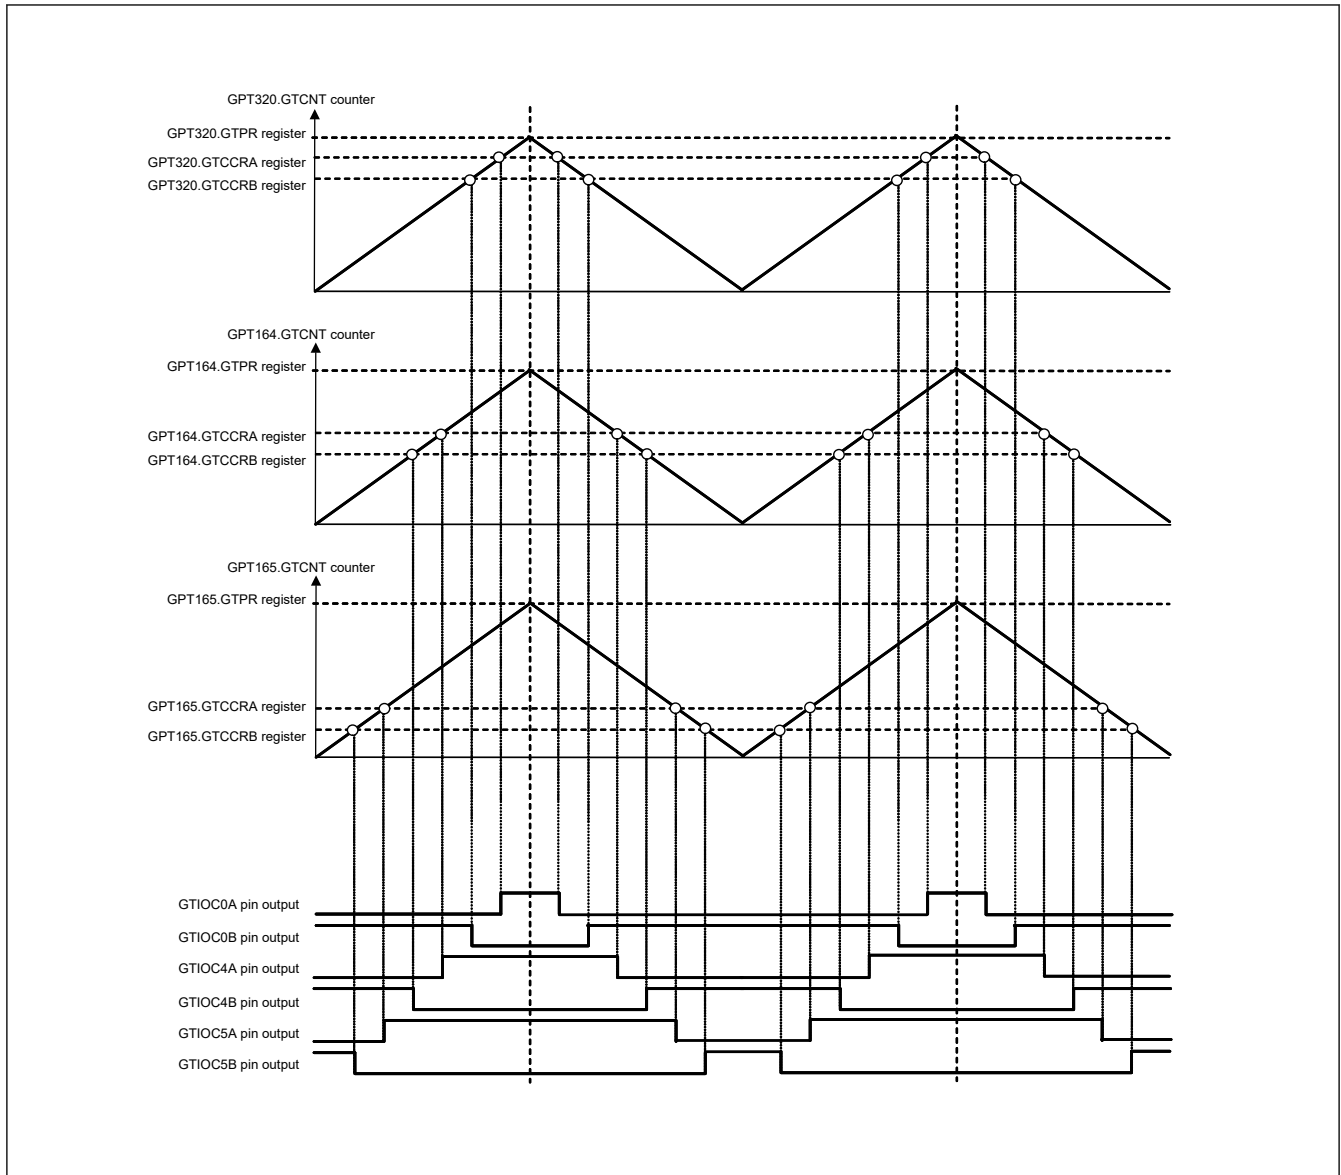 GPT320.GTCNT counter
GPT320.GTPR register
GPT320.GTCCRA register
GPT320.GTCCRB register
GPT164.GTCNT counter
GPT164.GTPR register
GPT164.GTCCRA register
GPT164.GTCCRB register
GPT165.GTCNT counter
GPT165.GTPR register
GPT165.GTCCRA register
GPT165.GTCCRB register
GTIOC0A pin output
GTIOC0B pin output
GTIOC4A pin output
GTIOC4B pin output
GTIOC5A pin output
GTIOC5B pin output